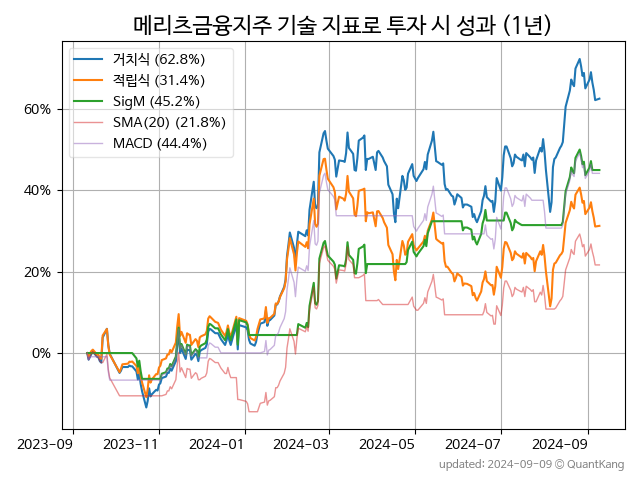 메리츠금융지주 기술 지표로 투자 시 성과 (1년)
거치식 (62.8%)
적립식 (31.4%)
SigM (45.2%)
SMA(20) (21.8%)
MACD (44.4%)
60%
40%
20%
0%
2023-09 2023-11 2024-01 2024-03 2024-05 2024-07 2024-09
updated: 2024-09-09 © QuantKang